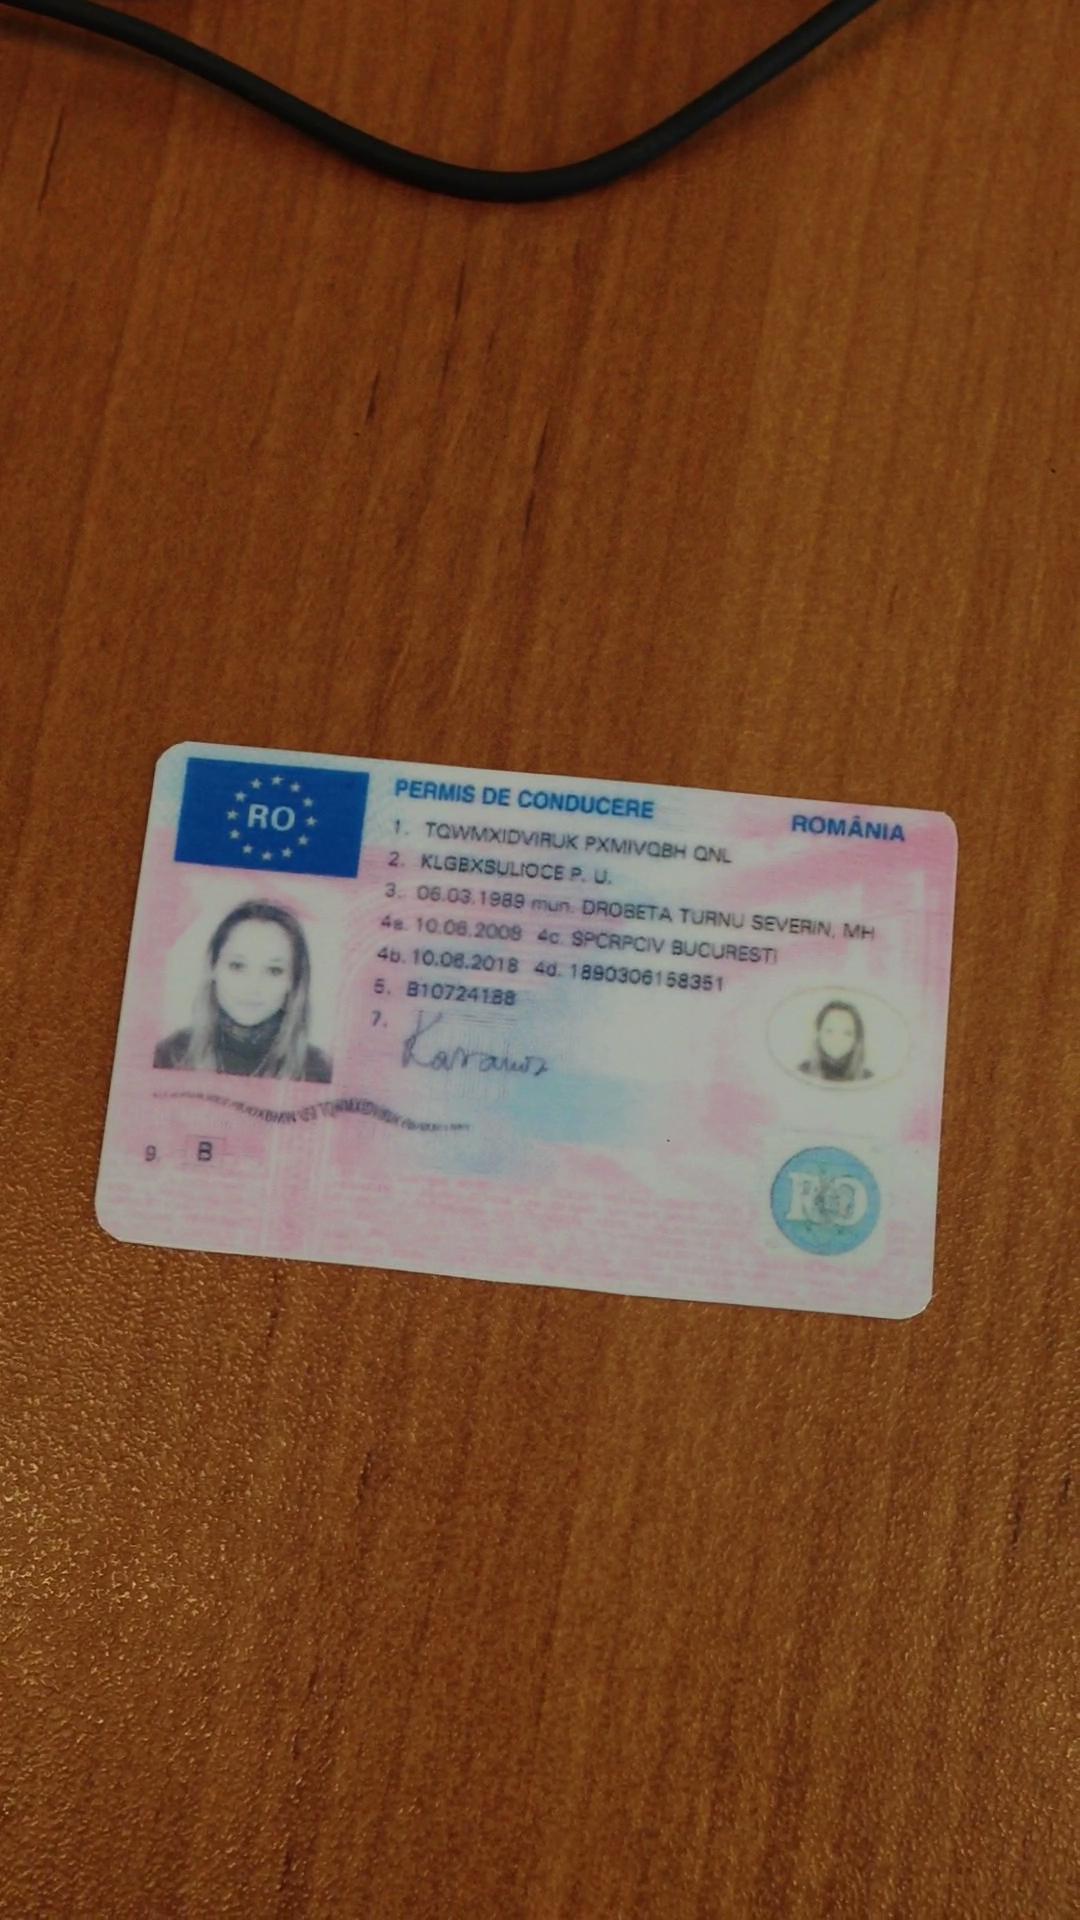 RO
PERMIS DE CONDUCERE ROMÂNIA
1. TQWMXIDVIRUK PXMIVQBH QNL
2. KLGBXSULIOCE P. U.
3. 06.03.1989 mun. DROBETA TURNU SEVERIN, MH
4a. 10.06.2008 4c. SPCRPCIV BUCURESTI
4b. 10.06.2018 4d. 1890306158351
5. B10724188
7.
9. B
RO